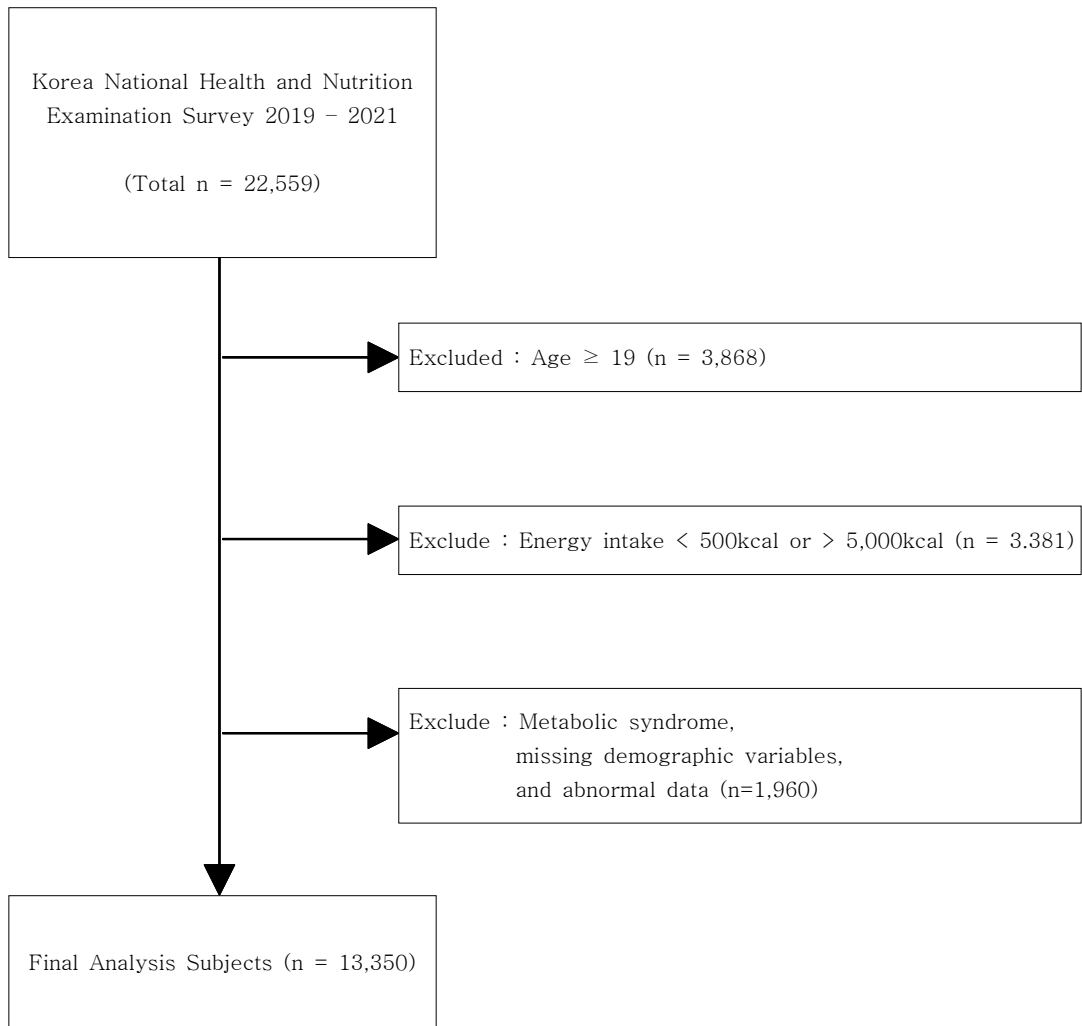 Korea National Health and Nutrition
Examination Survey 2019 - 2021
(Total n = 22,559)
Excluded : Age ≥ 19 (n = 3,868)
Exclude : Energy intake < 500kcal or > 5,000kcal (n = 3.381)
Exclude : Metabolic syndrome,
missing demographic variables,
and abnormal data (n=1,960)
Final Analysis Subjects (n = 13,350)